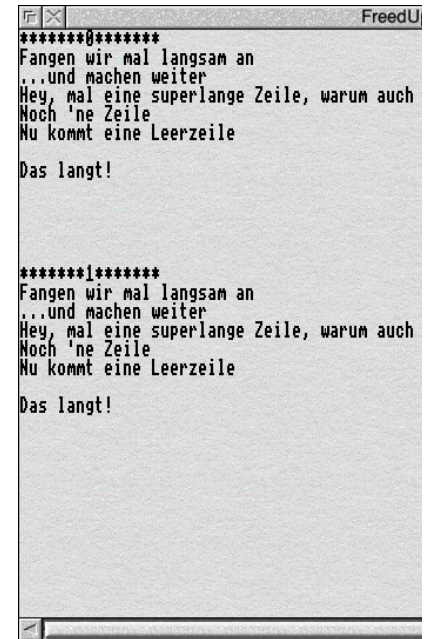 FreedUp
*******0*******
Fangen wir mal langsam an
...und machen weiter
Hey, mal eine superlange Zeile, warum auch
Noch 'ne Zeile
Nu kommt eine Leerzeile
Das langt!
*******1*******
Fangen wir mal langsam an
...und machen weiter
Hey, mal eine superlange Zeile, warum auch
Noch 'ne Zeile
Nu kommt eine Leerzeile
Das langt!